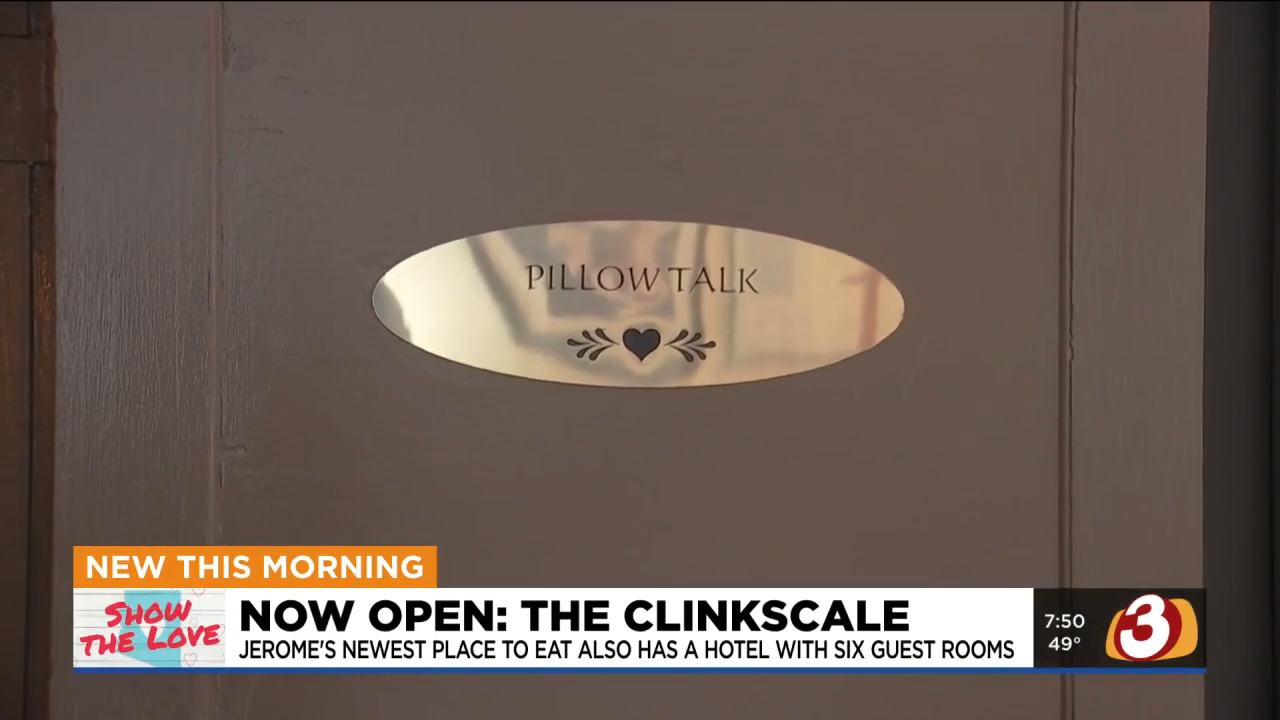 PILLOW TALK
NEW THIS MORNING
SHOW
THE LOVE
NOW OPEN: THE CLINKSCALE
JEROME'S NEWEST PLACE TO EAT ALSO HAS A HOTEL WITH SIX GUEST ROOMS
7:50
49°
3